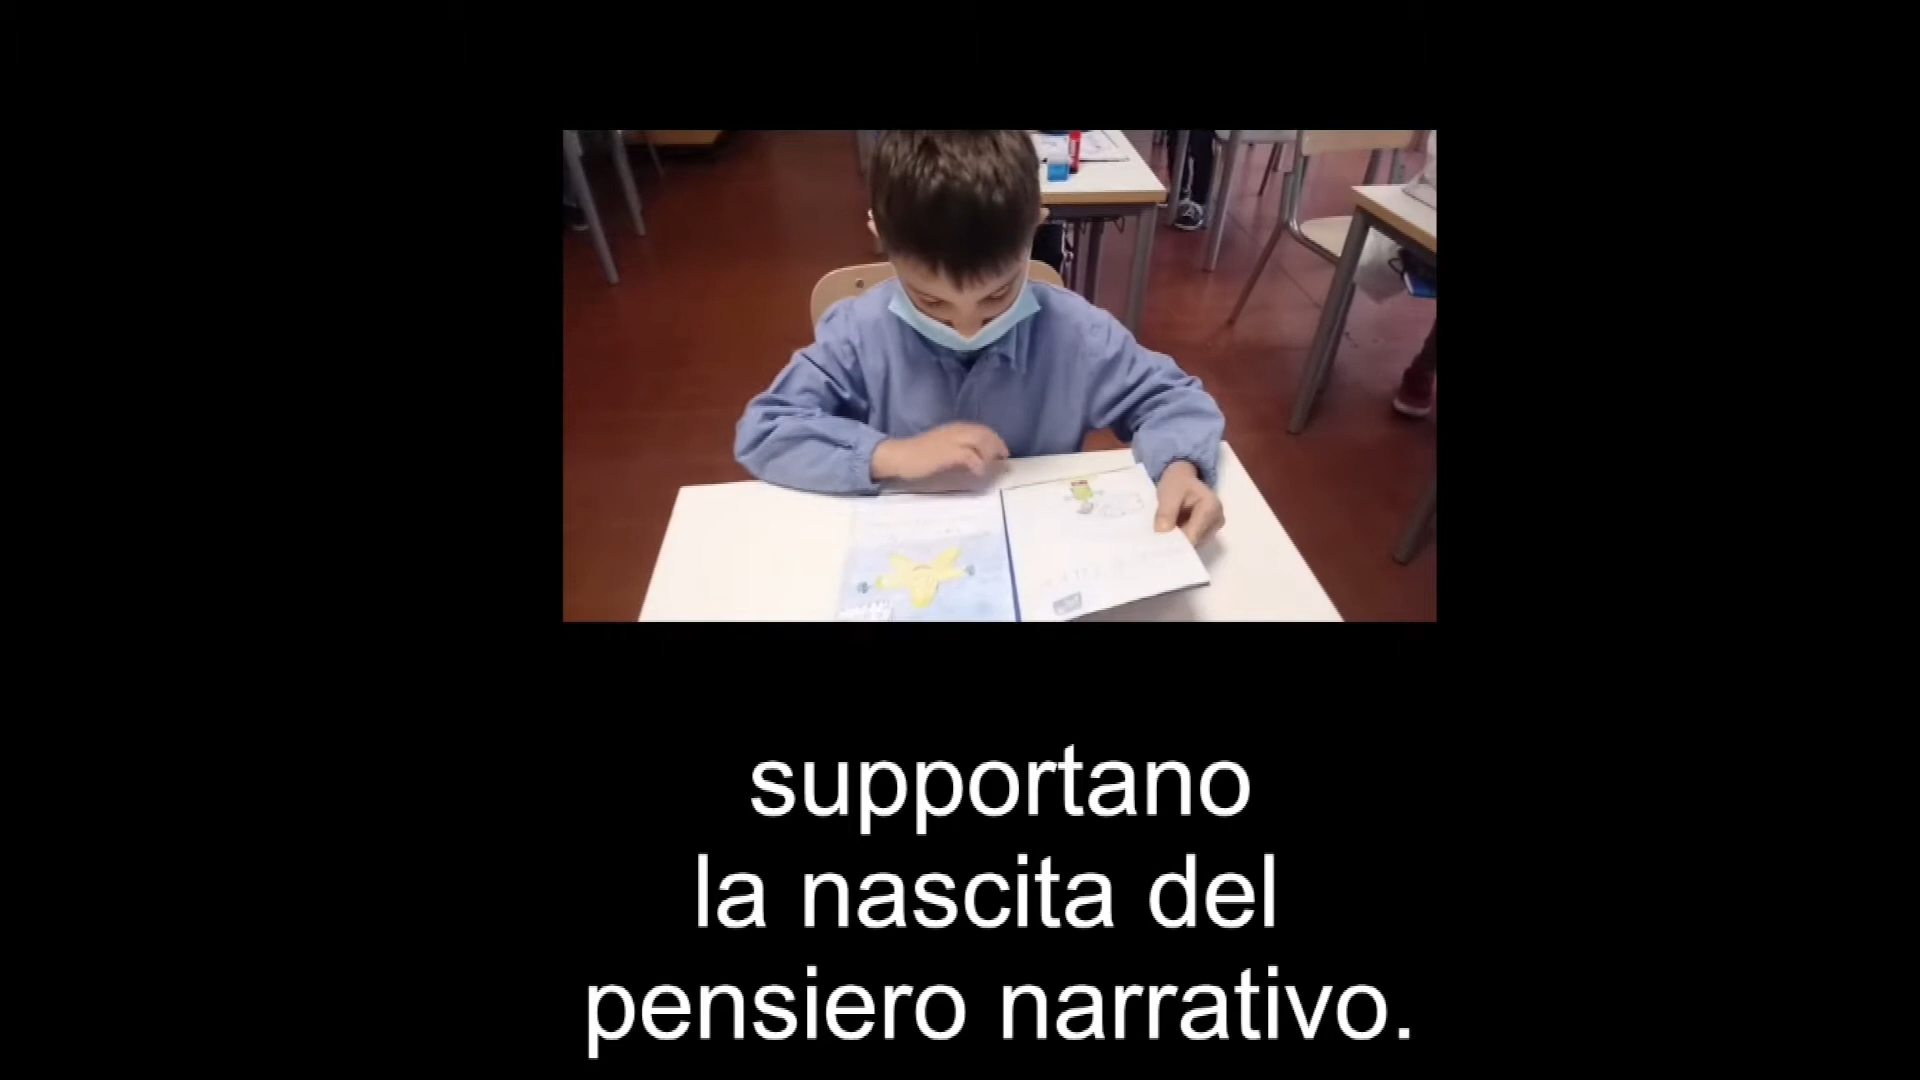 supportano
la nascita del
pensiero narrativo.